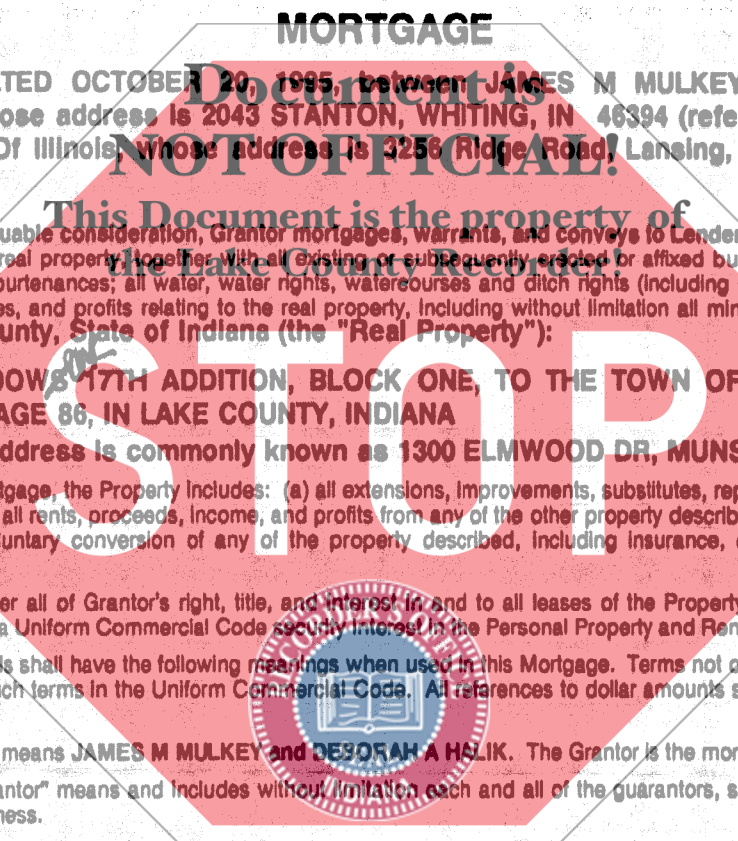 MORTGAGE
TED OCTOBER 20, 1995, between JAMES M MULKEY
ose address is 2043 STANTON, WHITING, IN 46394 (refe
Of Illinois, whose address is 3256 Ridge Road, Lansing,
Document is
NOT OFFICIAL!
This Document is the property of
the Lake County Recorder!
uable consideration, Grantor mortgages, warrants, and conveys to Lender
real property, together with all existing or subsequently erected or affixed bu
purtenances; all water, water rights, watercourses and ditch rights (including
es, and profits relating to the real property, including without limitation all min
unty, State of Indiana (the "Real Property"):
DOWS 17TH ADDITION, BLOCK ONE, TO THE TOWN OF
AGE 86, IN LAKE COUNTY, INDIANA
address is commonly known as 1300 ELMWOOD DR, MUNS
STOP
tgage, the Property includes: (a) all extensions, improvements, substitutes, rep
all rents, proceeds, income, and profits from any of the other property describ
luntary conversion of any of the property described, including insurance,
er all of Grantor's right, title, and interest in and to all leases of the Property
a Uniform Commercial Code security interest in the Personal Property and Ren
ds shall have the following meanings when used in this Mortgage. Terms not o
ch terms in the Uniform Commercial Code. All references to dollar amounts s
means JAMES M MULKEY and DEBORAH A HALIK. The Grantor is the mor
antor" means and includes without limitation each and all of the guarantors, s
ness.
INDIANA